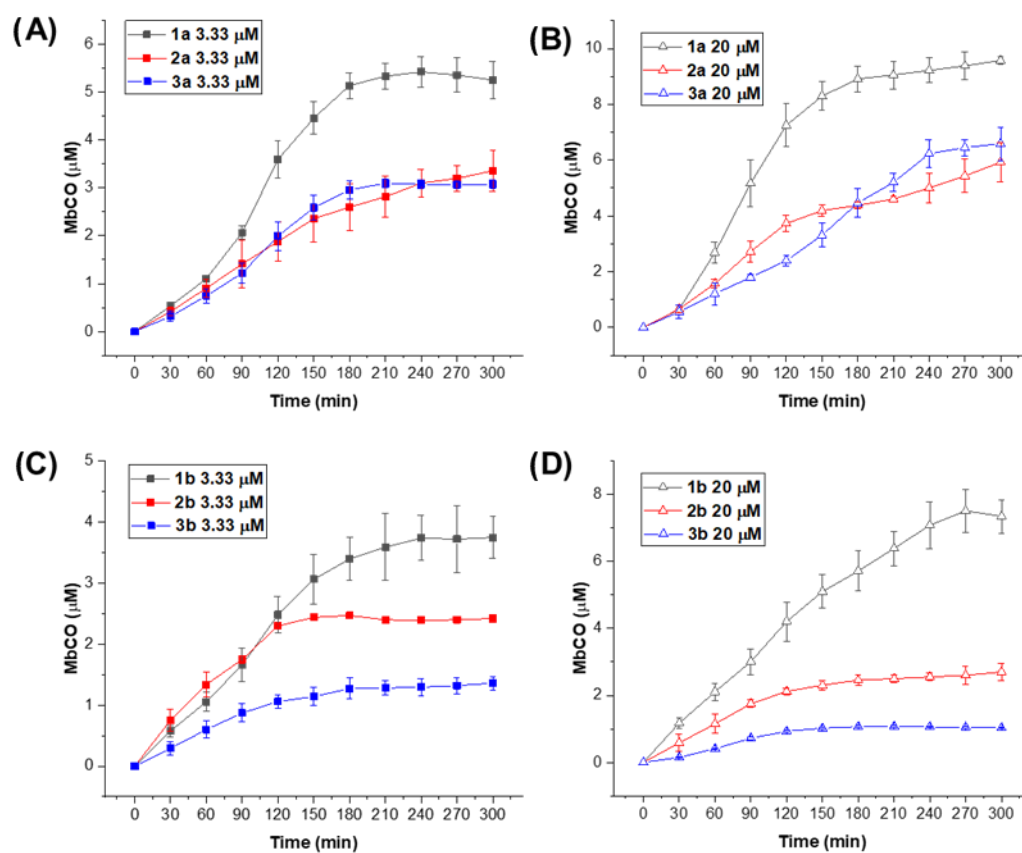 (A)
1a 3.33 μM
2a 3.33 μM
3a 3.33 μM
MbCO (μM)
6
5
4
3
2
1
0
0 30 60 90 120 150 180 210 240 270 300
Time (min)
(B)
1a 20 μM
2a 20 μM
3a 20 μM
MbCO (μM)
10
8
6
4
2
0
0 30 60 90 120 150 180 210 240 270 300
Time (min)
(C)
1b 3.33 μM
2b 3.33 μM
3b 3.33 μM
MbCO (μM)
5
4
3
2
1
0
0 30 60 90 120 150 180 210 240 270 300
Time (min)
(D)
1b 20 μM
2b 20 μM
3b 20 μM
MbCO (μM)
8
6
4
2
0
0 30 60 90 120 150 180 210 240 270 300
Time (min)